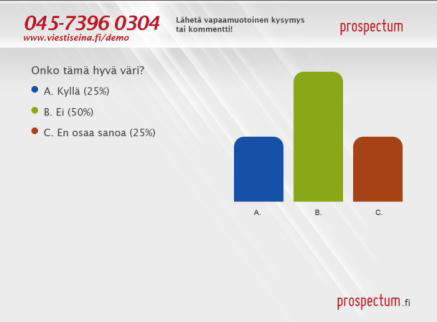 045-7396 0304
www.viestiseina.fi/demo
Lähetä vapaamuotoinen kysymys
tai kommentti!
prospectum
Onko tämä hyvä väri?
A. Kyllä (25%)
B. Ei (50%)
C. En osaa sanoa (25%)
A.
B.
C.
prospectum.fi